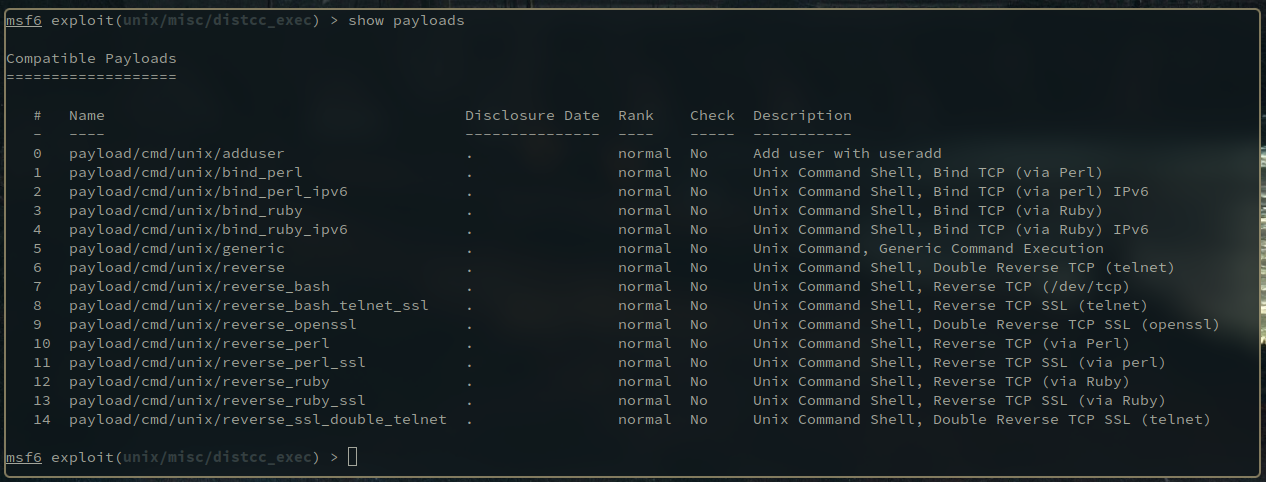 msf6 exploit(unix/misc/distcc_exec) > show payloads
Compatible Payloads
===================
#   Name   Disclosure Date   Rank   Check   Description
-   ----   ---------------   ----   -----   -----------
0   payload/cmd/unix/adduser   .   normal   No   Add user with useradd
1   payload/cmd/unix/bind_perl   .   normal   No   Unix Command Shell, Bind TCP (via Perl)
2   payload/cmd/unix/bind_perl_ipv6   .   normal   No   Unix Command Shell, Bind TCP (via perl) IPv6
3   payload/cmd/unix/bind_ruby   .   normal   No   Unix Command Shell, Bind TCP (via Ruby)
4   payload/cmd/unix/bind_ruby_ipv6   .   normal   No   Unix Command Shell, Bind TCP (via Ruby) IPv6
5   payload/cmd/unix/generic   .   normal   No   Unix Command, Generic Command Execution
6   payload/cmd/unix/reverse   .   normal   No   Unix Command Shell, Double Reverse TCP (telnet)
7   payload/cmd/unix/reverse_bash   .   normal   No   Unix Command Shell, Reverse TCP (/dev/tcp)
8   payload/cmd/unix/reverse_bash_telnet_ssl   .   normal   No   Unix Command Shell, Reverse TCP SSL (telnet)
9   payload/cmd/unix/reverse_openssl   .   normal   No   Unix Command Shell, Double Reverse TCP SSL (openssl)
10   payload/cmd/unix/reverse_perl   .   normal   No   Unix Command Shell, Reverse TCP (via Perl)
11   payload/cmd/unix/reverse_perl_ssl   .   normal   No   Unix Command Shell, Reverse TCP SSL (via perl)
12   payload/cmd/unix/reverse_ruby   .   normal   No   Unix Command Shell, Reverse TCP (via Ruby)
13   payload/cmd/unix/reverse_ruby_ssl   .   normal   No   Unix Command Shell, Reverse TCP SSL (via Ruby)
14   payload/cmd/unix/reverse_ssl_double_telnet   .   normal   No   Unix Command Shell, Double Reverse TCP SSL (telnet)
msf6 exploit(unix/misc/distcc_exec) >